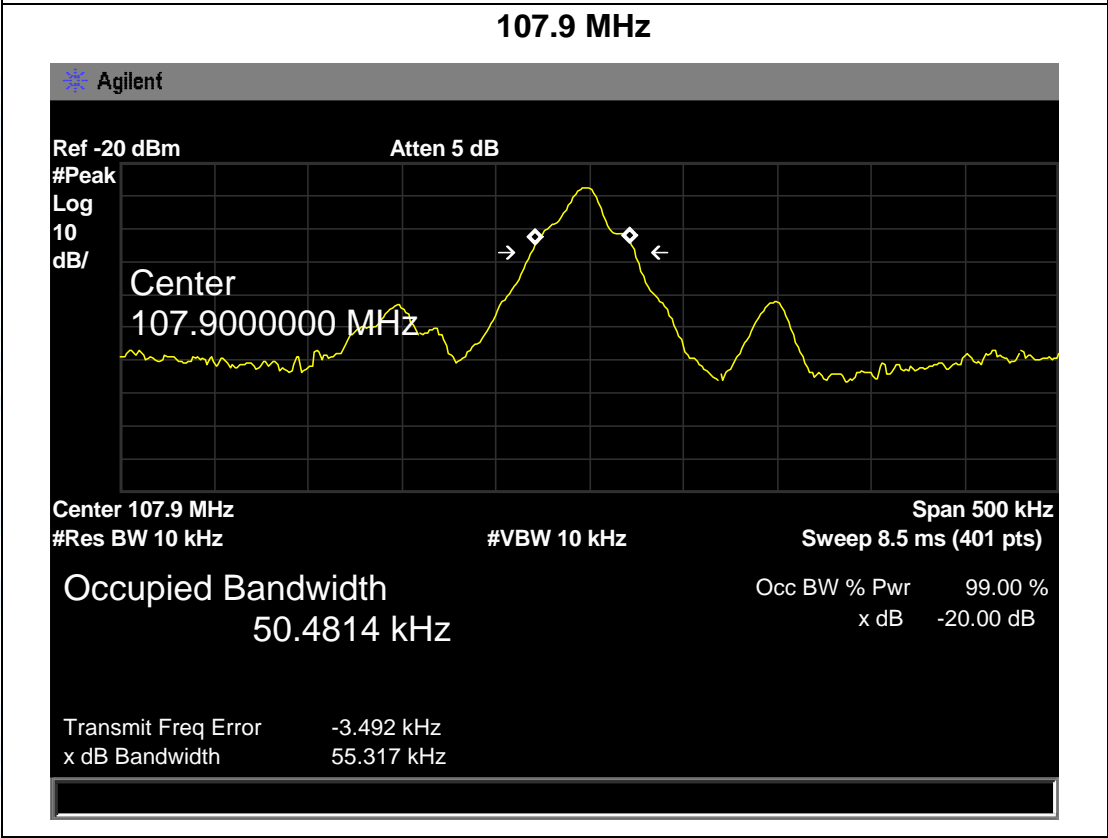 107.9 MHz
Agilent
Ref -20 dBm Atten 5 dB
#Peak
Log
10
dB/
Center
107.9000000 MHz
Center 107.9 MHz Span 500 kHz
#Res BW 10 kHz #VBW 10 kHz Sweep 8.5 ms (401 pts)
Occupied Bandwidth Occ BW % Pwr 99.00 %
50.4814 kHz x dB -20.00 dB
Transmit Freq Error -3.492 kHz
x dB Bandwidth 55.317 kHz